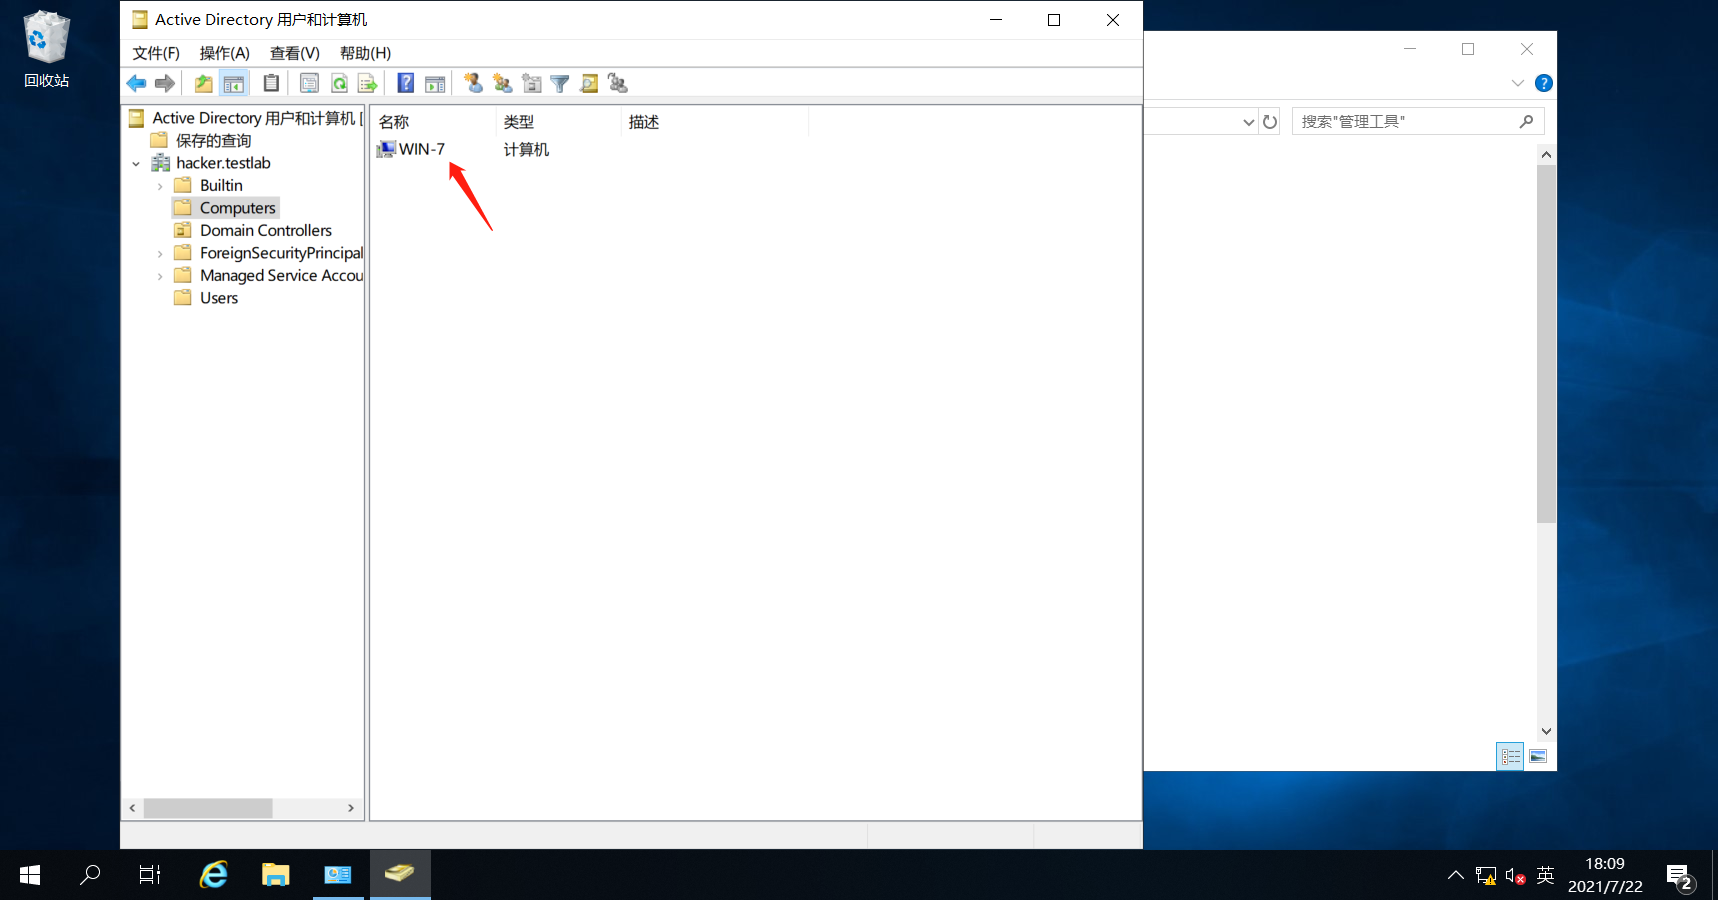 回收站
Active Directory 用户和计算机
文件(F) 操作(A) 查看(V) 帮助(H)
Active Directory 用户和计算机 [
保存的查询
hacker.testlab
Builtin
Computers
Domain Controllers
ForeignSecurityPrincipal
Managed Service Accou
Users
名称 类型 描述
WIN-7 计算机
搜索"管理工具"
英
18:09
2021/7/22
2